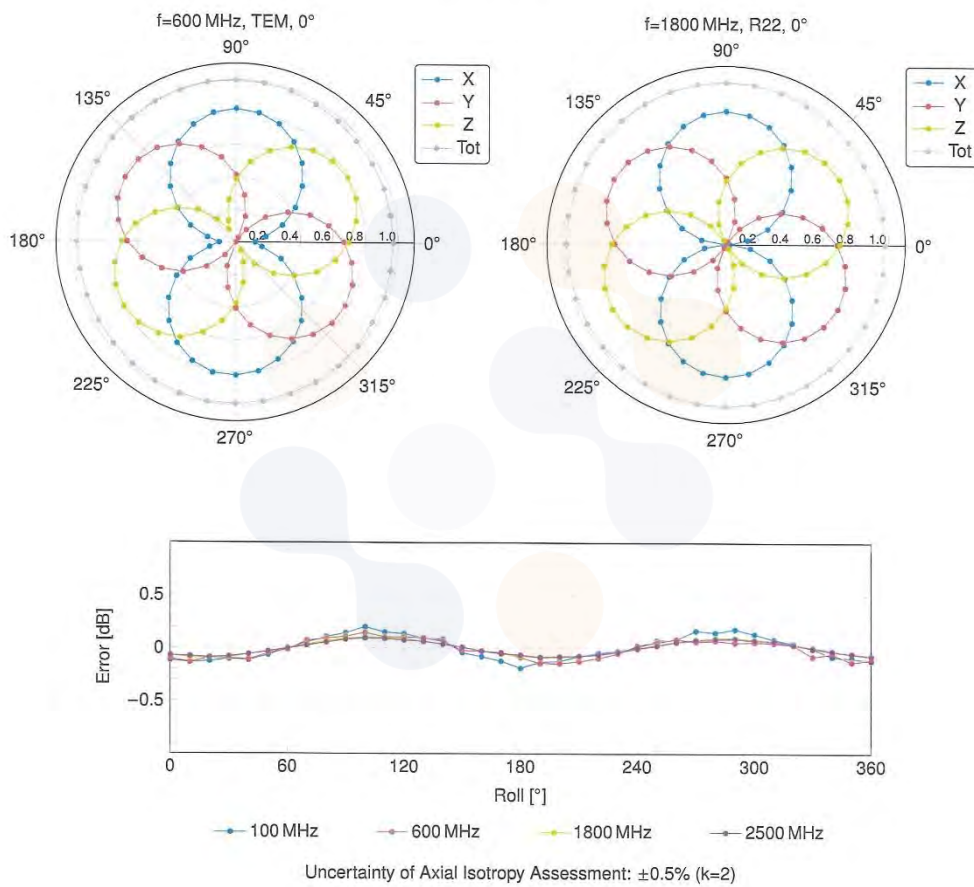 f=600 MHz, TEM, 0°
90°
135°
45°
180°
0.2 0.4 0.6 0.8 1.0
0°
225°
315°
270°
X
Y
Z
Tot
f=1800 MHz, R22, 0°
90°
135°
45°
180°
0.2 0.4 0.6 0.8 1.0
0°
225°
315°
270°
X
Y
Z
Tot
Error [dB]
0.5
0
−0.5
0 60 120 180 240 300 360
Roll [°]
100 MHz 600 MHz 1800 MHz 2500 MHz
Uncertainty of Axial Isotropy Assessment: ±0.5% (k=2)